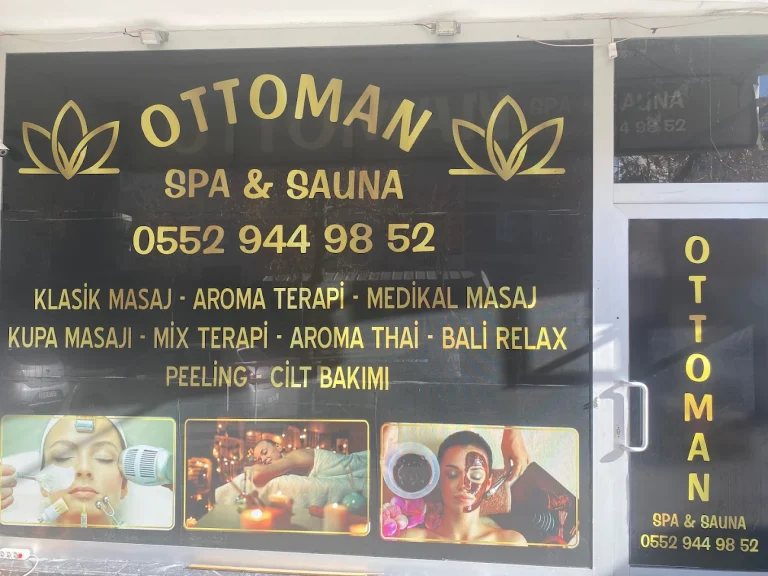 OTTOMAN
SPA & SAUNA
0552 944 98 52
KLASİK MASAJ - AROMA TERAPİ - MEDİKAL MASAJ
KUPA MASAJI - MİX TERAPİ - AROMA THAİ - BALİ RELAX
PEELİNG - CİLT BAKIMI
OTTOMAN
SPA & SAUNA
0552 944 98 52